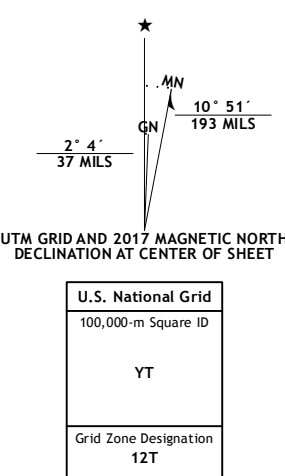 ★
MN
10° 51´
193 MILS
GN
2° 4´
37 MILS
UTM GRID AND 2017 MAGNETIC NORTH
DECLINATION AT CENTER OF SHEET
U.S. National Grid
100,000-m Square ID
YT
Grid Zone Designation
12T